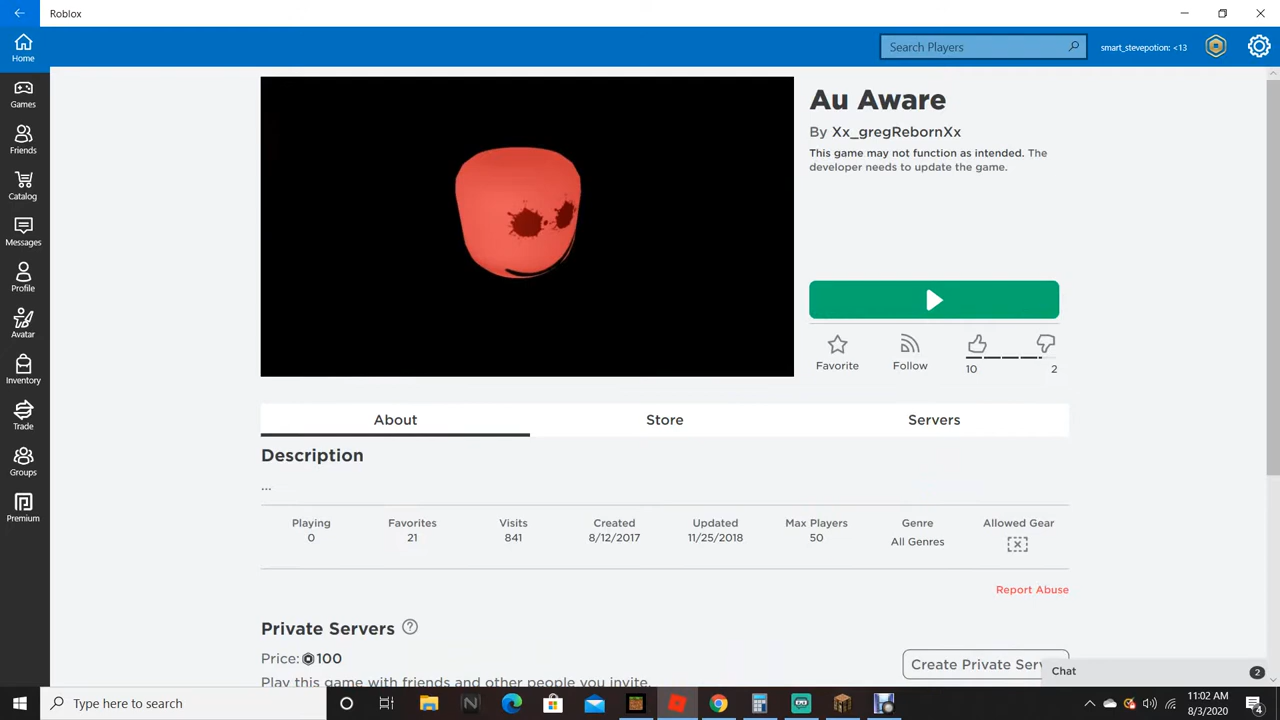 Roblox
Home
Search Players
smart_stevepotion: <13
Games
Friends
Catalog
Messages
Profile
Avatar
Inventory
Trade
Groups
Premium
Au Aware
By Xx_gregRebornXx
This game may not function as intended. The
developer needs to update the game.
Favorite
Follow
10
2
About
Store
Servers
Description
...
Playing
0
Favorites
21
Visits
841
Created
8/12/2017
Updated
11/25/2018
Max Players
50
Genre
All Genres
Allowed Gear
Report Abuse
Private Servers
Price: 100
Play this game with friends and other people you invite.
Create Private Serv
Chat
2
Type here to search
11:02 AM
8/3/2020
4